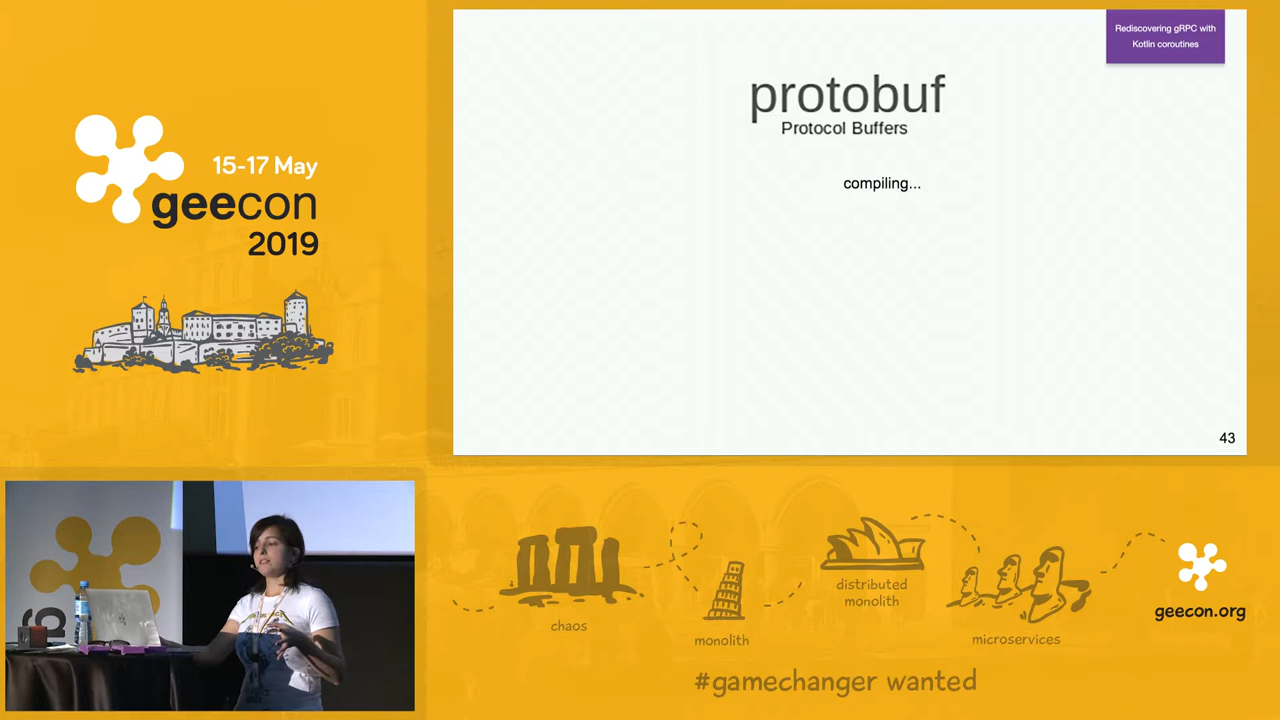 15-17 May
geecon
2019
Rediscovering gRPC with
Kotlin coroutines
protobuf
Protocol Buffers
compiling...
43
chaos
monolith
distributed
monolith
microservices
geecon.org
#gamechanger wanted